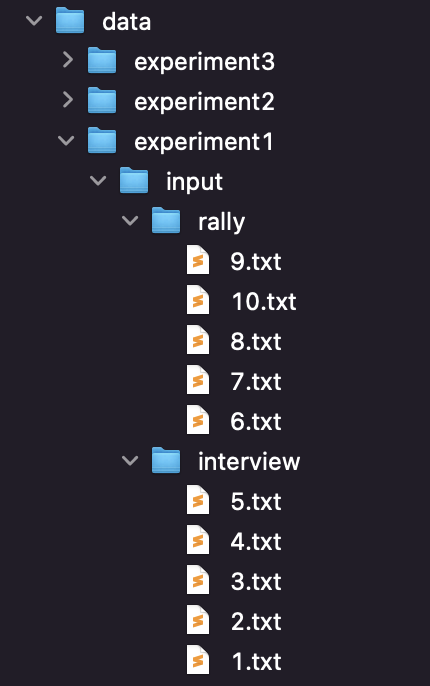 data
experiment3
experiment2
experiment1
input
rally
9.txt
10.txt
8.txt
7.txt
6.txt
interview
5.txt
4.txt
3.txt
2.txt
1.txt